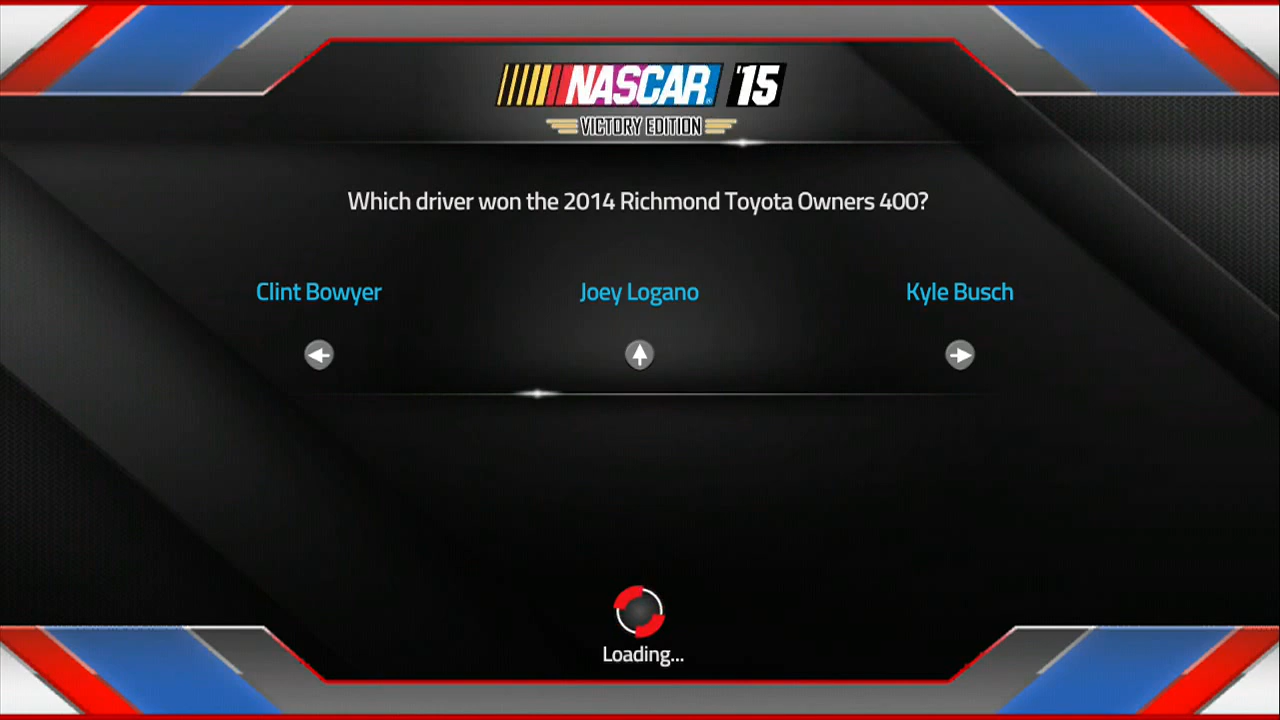 NASCAR '15
VICTORY EDITION
Which driver won the 2014 Richmond Toyota Owners 400?
Clint Bowyer
Joey Logano
Kyle Busch
Loading...